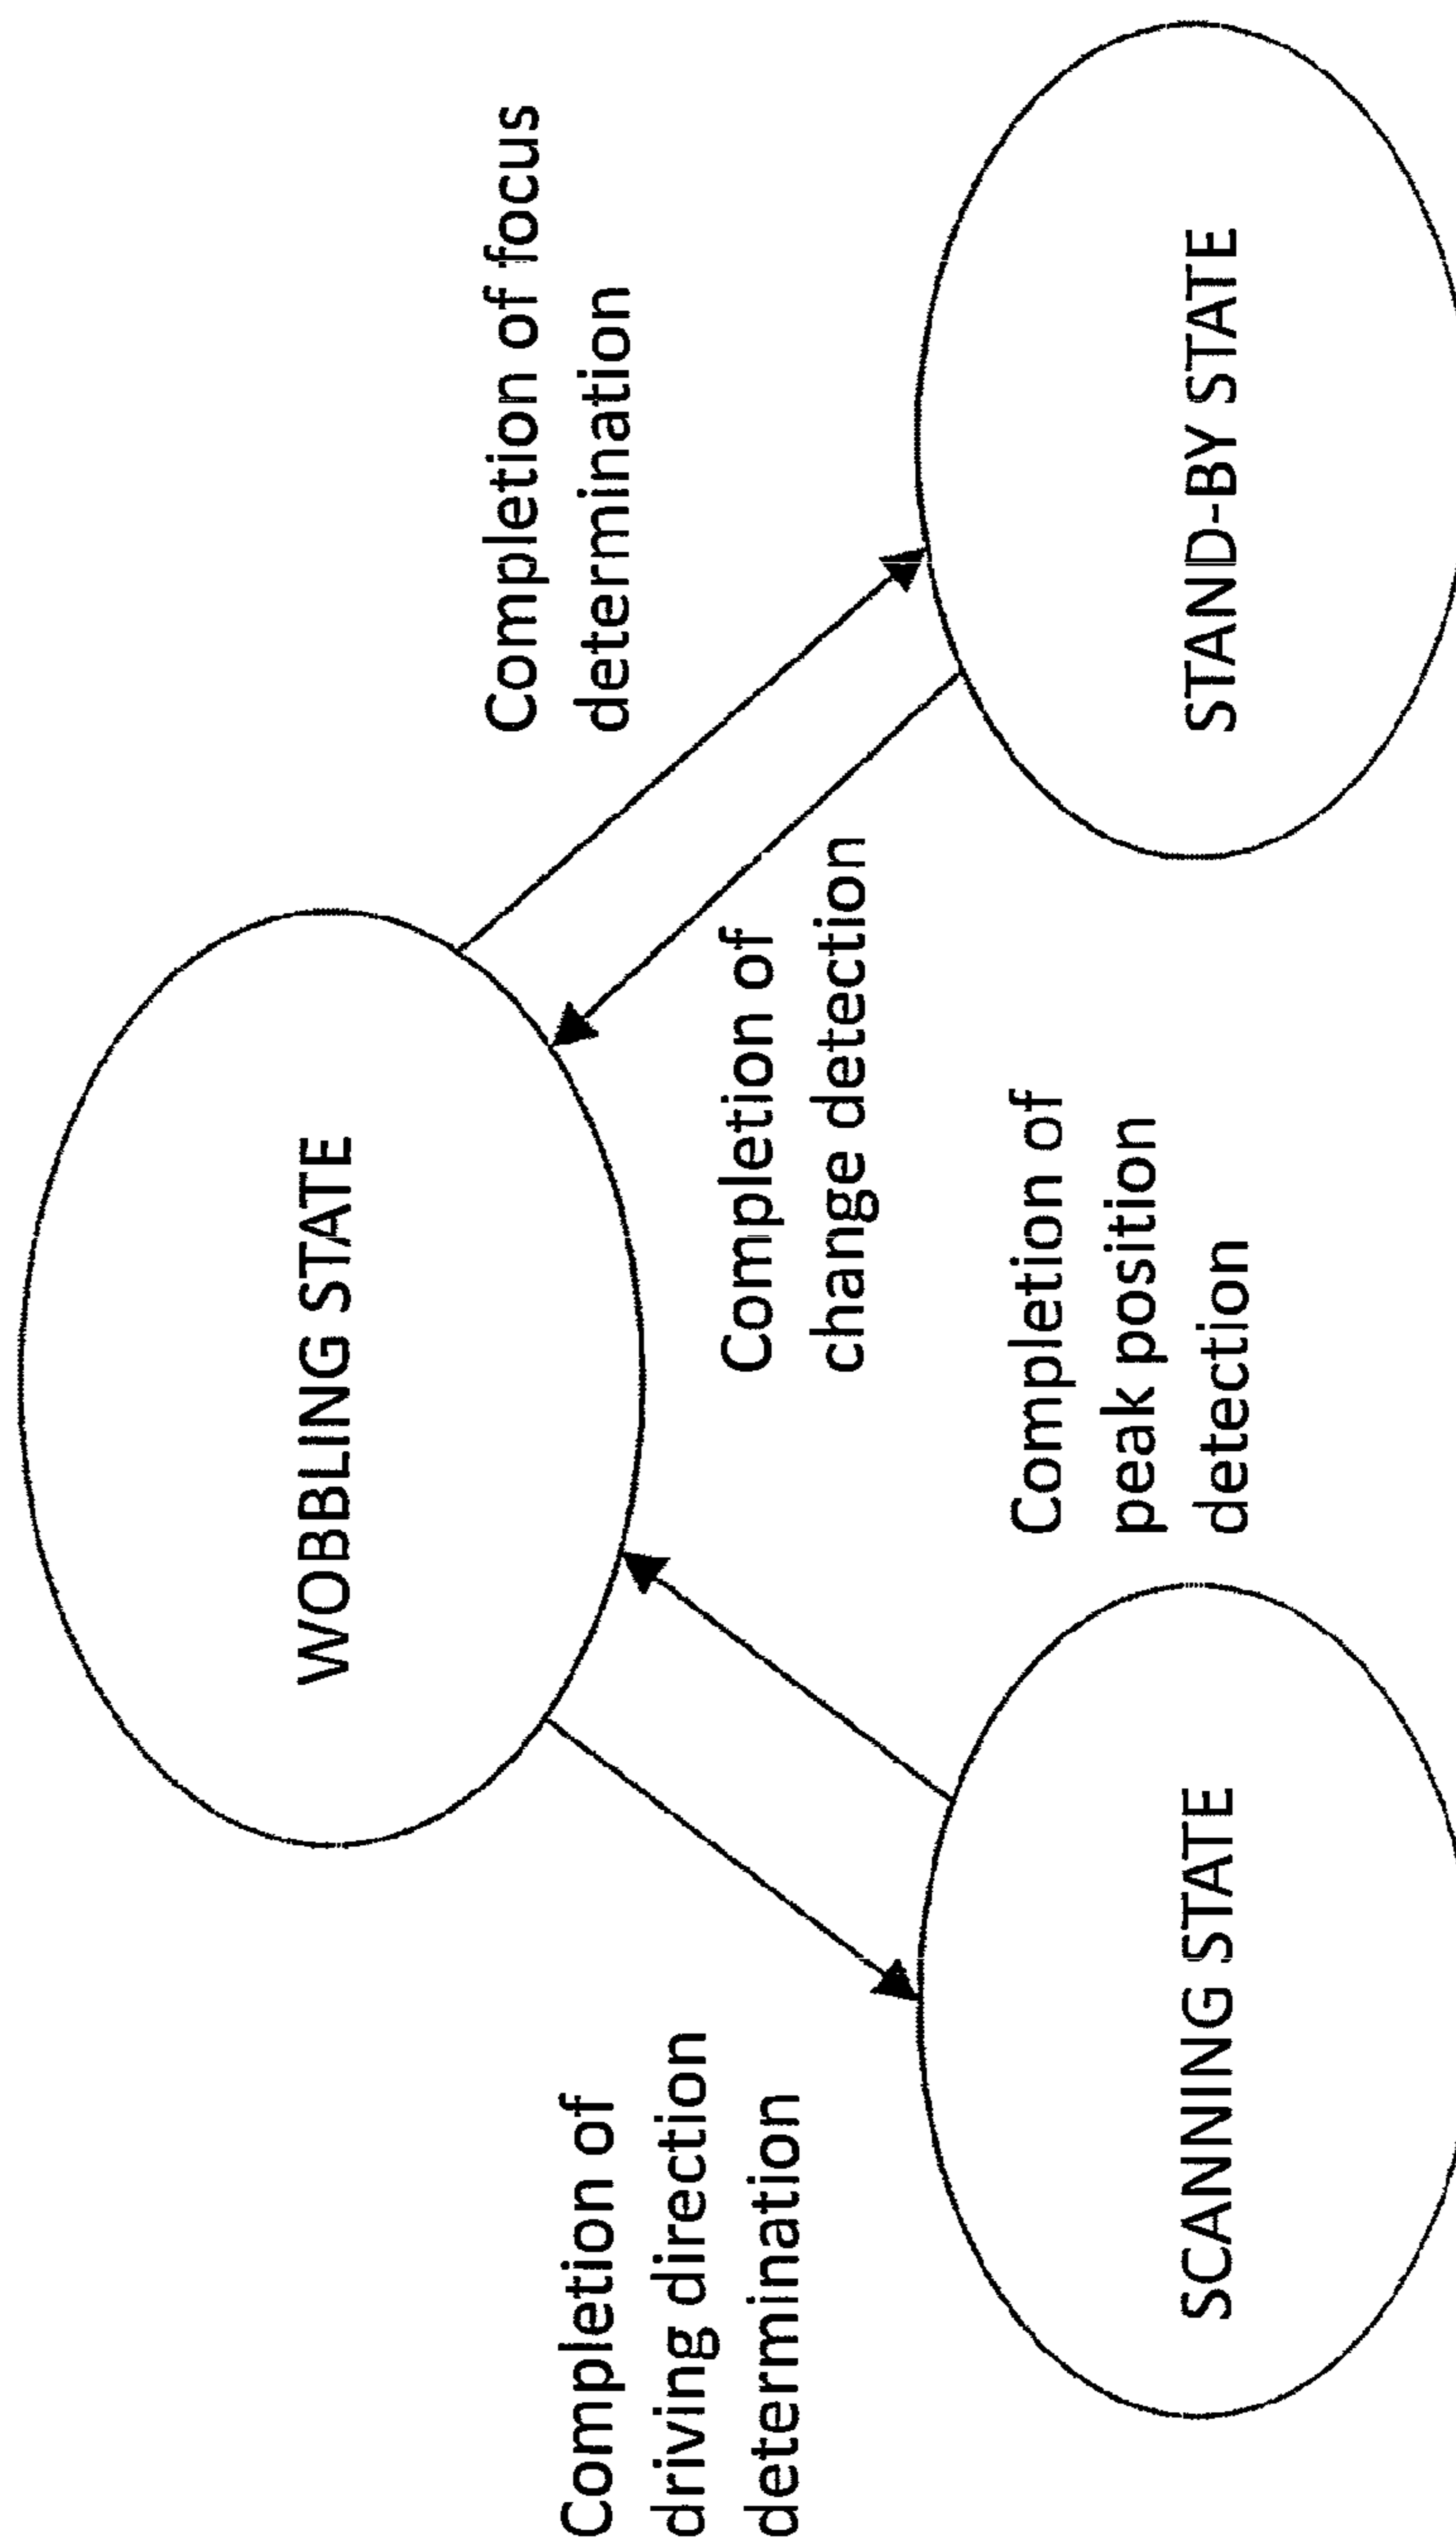 WOBBLING STATE
Completion of
driving direction
determination
Completion of focus
determination
Completion of
change detection
Completion of
peak position
detection
SCANNING STATE
STAND-BY STATE